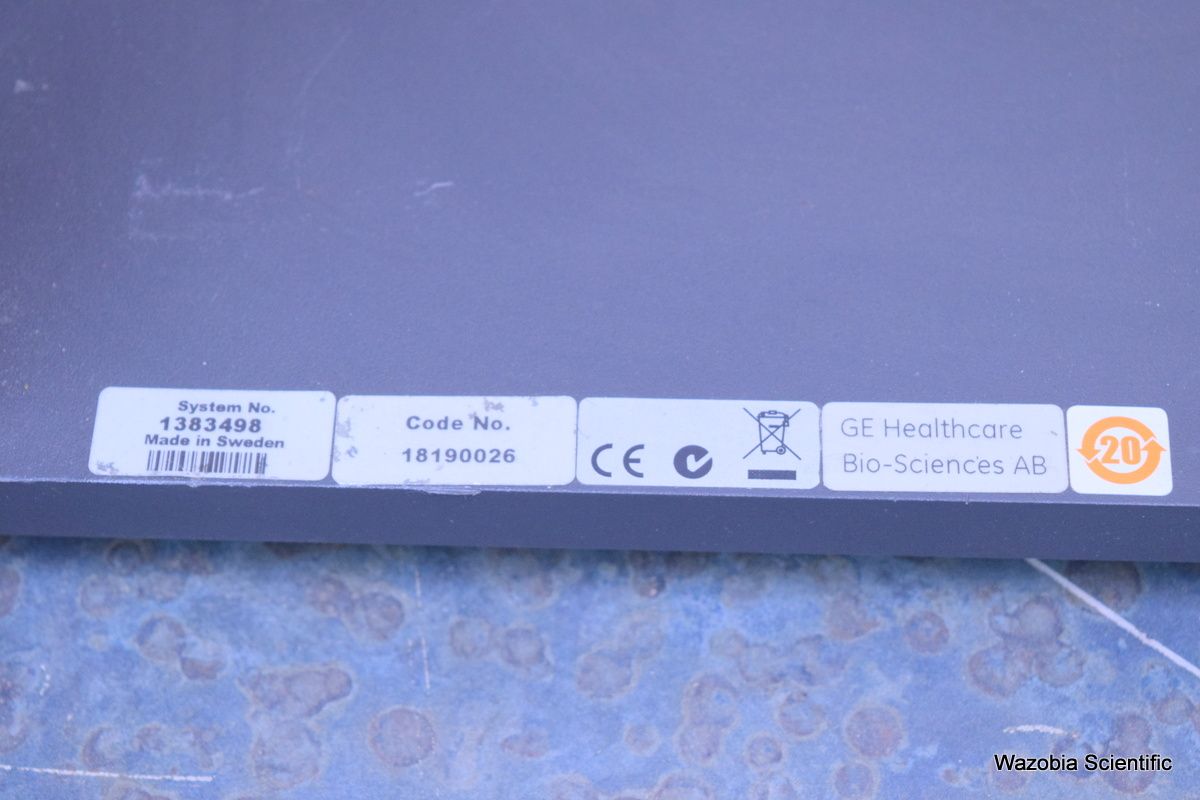 System No.
1383498
Made in Sweden
Code No.
18190026
CE
GE Healthcare
Bio-Sciences AB
20
Wazobia Scientific